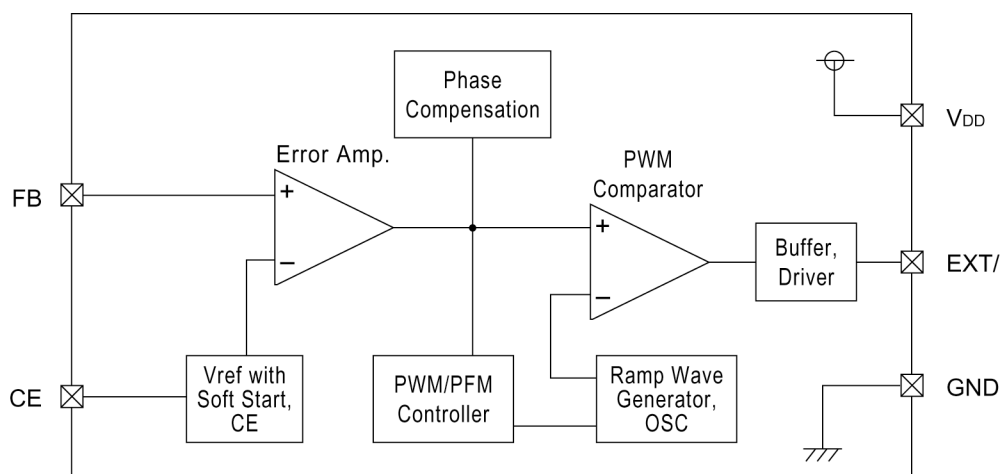 Phase
Compensation
VDD
Error Amp.
PWM
Comparator
FB
+
−
+
−
Buffer,
Driver
EXT/
CE
Vref with
Soft Start,
CE
PWM/PFM
Controller
Ramp Wave
Generator,
OSC
GND